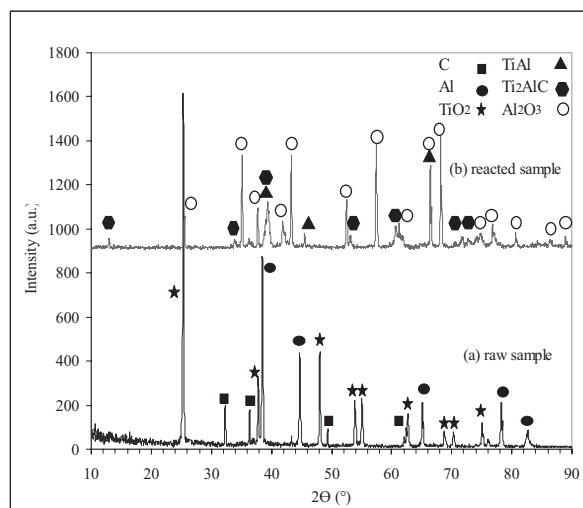 1800
1600
1400
1200
1000
800
600
400
200
0
Intensity (a.u.)
C TiAl
Al Ti2AlC
TiO2 Al2O3
(b) reacted sample
(a) raw sample
10 20 30 40 50 60 70 80 90
2Θ (°)